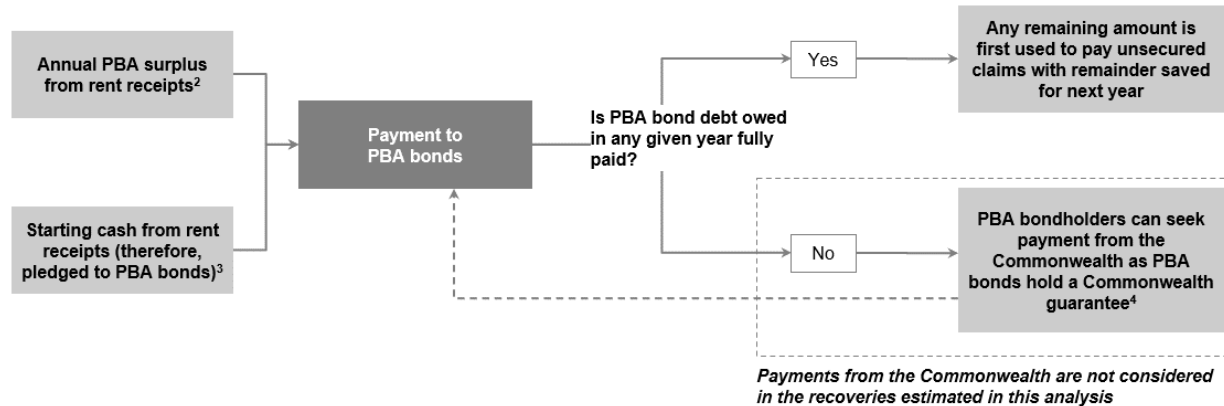 Annual PBA surplus
from rent receipts²
Starting cash from rent
receipts (therefore,
pledged to PBA bonds)³
Payment to
PBA bonds
Is PBA bond debt owed
in any given year fully
paid?
Yes
Any remaining amount is
first used to pay unsecured
claims with remainder saved
for next year
No
PBA bondholders can seek
payment from the
Commonwealth as PBA
bonds hold a Commonwealth
guarantee⁴
Payments from the Commonwealth are not considered
in the recoveries estimated in this analysis